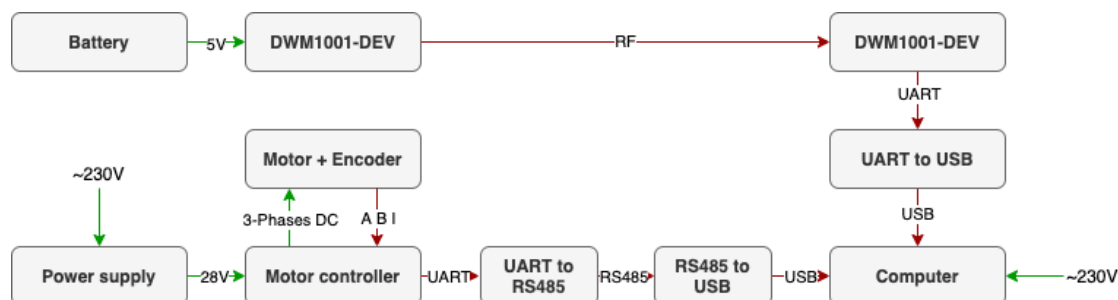 Battery
5V
DWM1001-DEV
RF
DWM1001-DEV
UART
Motor + Encoder
UART to USB
~230V
3-Phases DC
A B I
USB
Power supply
28V
Motor controller
UART
UART to
RS485
RS485
RS485 to
USB
USB
Computer
~230V